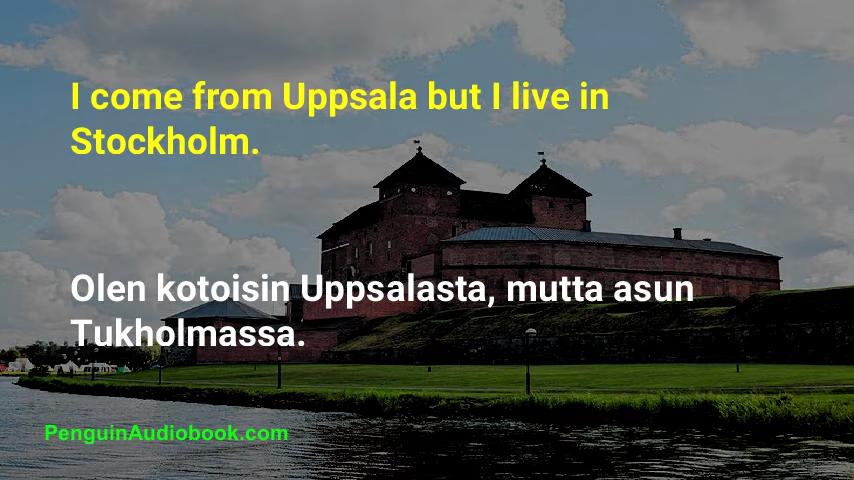 I come from Uppsala but I live in
Stockholm.
Olen kotoisin Uppsalasta, mutta asun
Tukholmassa.
PenguinAudiobook.com